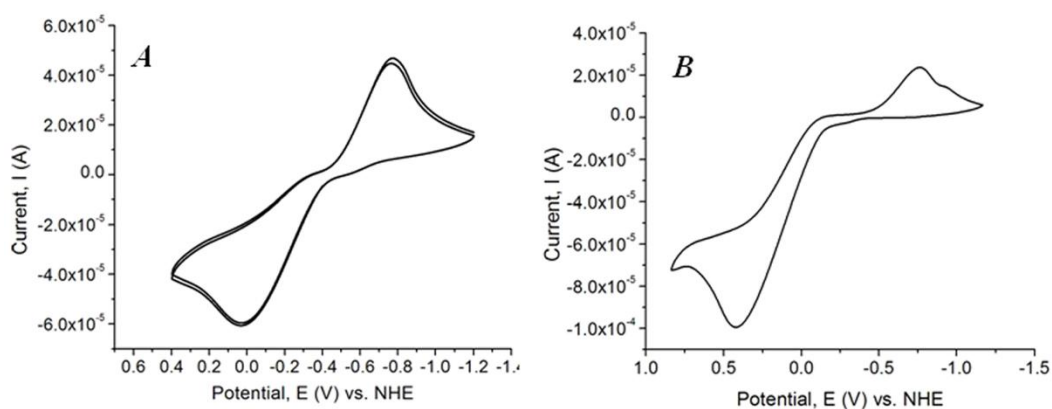 A
6.0x10⁻⁵
4.0x10⁻⁵
2.0x10⁻⁵
0.0
-2.0x10⁻⁵
-4.0x10⁻⁵
-6.0x10⁻⁵
Current, I (A)
0.6 0.4 0.2 0.0 -0.2 -0.4 -0.6 -0.8 -1.0 -1.2 -1.4
Potential, E (V) vs. NHE
B
4.0x10⁻⁵
2.0x10⁻⁵
0.0
-2.0x10⁻⁵
-4.0x10⁻⁵
-6.0x10⁻⁵
-8.0x10⁻⁵
-1.0x10⁻⁴
Current, I (A)
1.0 0.5 0.0 -0.5 -1.0 -1.5
Potential, E (V) vs. NHE